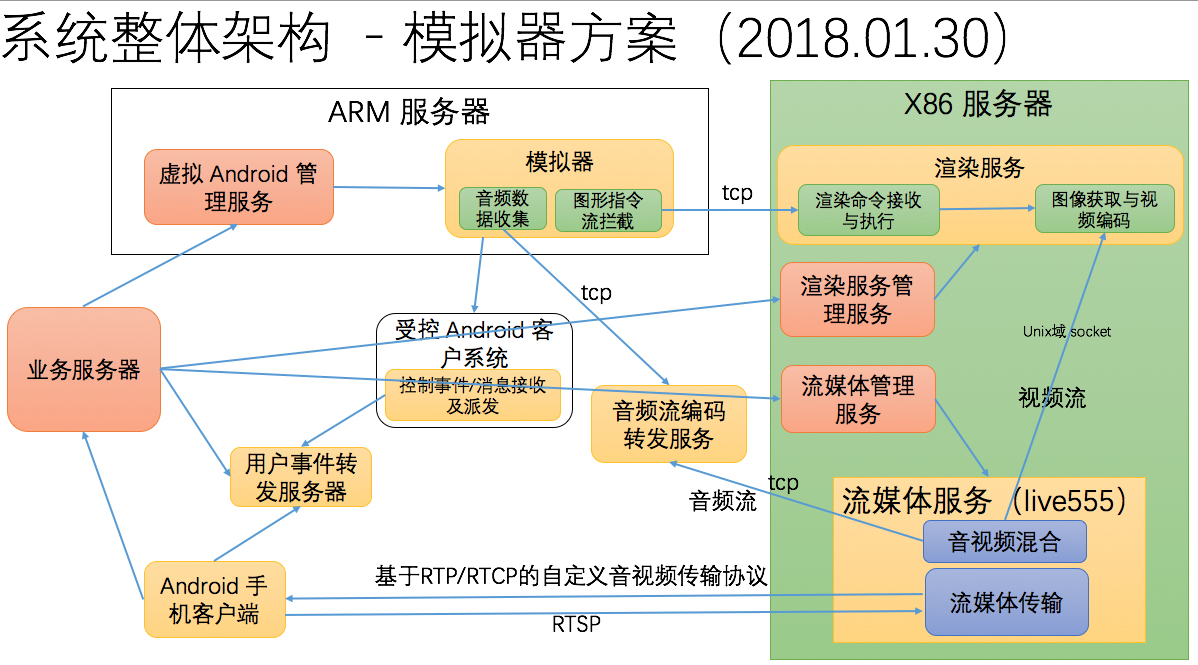 系统整体架构 - 模拟器方案（2018.01.30）
ARM 服务器
X86 服务器
虚拟 Android 管
理服务
模拟器
音频数
据收集
图形指令
流拦截
tcp
渲染服务
渲染命令接收
与执行
图像获取与视
频编码
渲染服务管
理服务
tcp
受控 Android 客
户系统
控制事件/消息接收
及派发
Unix域 socket
业务服务器
流媒体管理
服务
视频流
音频流编码
转发服务
用户事件转
发服务器
tcp
音频流
流媒体服务（live555）
音视频混合
Android 手
机客户端
基于RTP/RTCP的自定义音视频传输协议
流媒体传输
RTSP